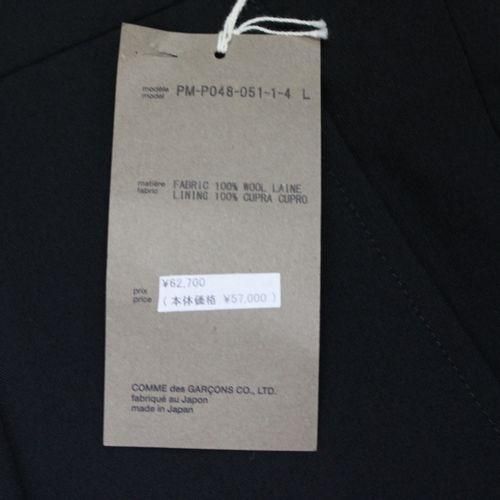 modèle
model PM-P048-051-1-4 L
matière FABRIC 100% WOOL LAINE
fabric LINING 100% CUPRA CUPRO
¥62,700
prix
price (本体価格 ¥57,000)
COMME des GARÇONS CO., LTD.
fabriqué au Japon
made in Japan